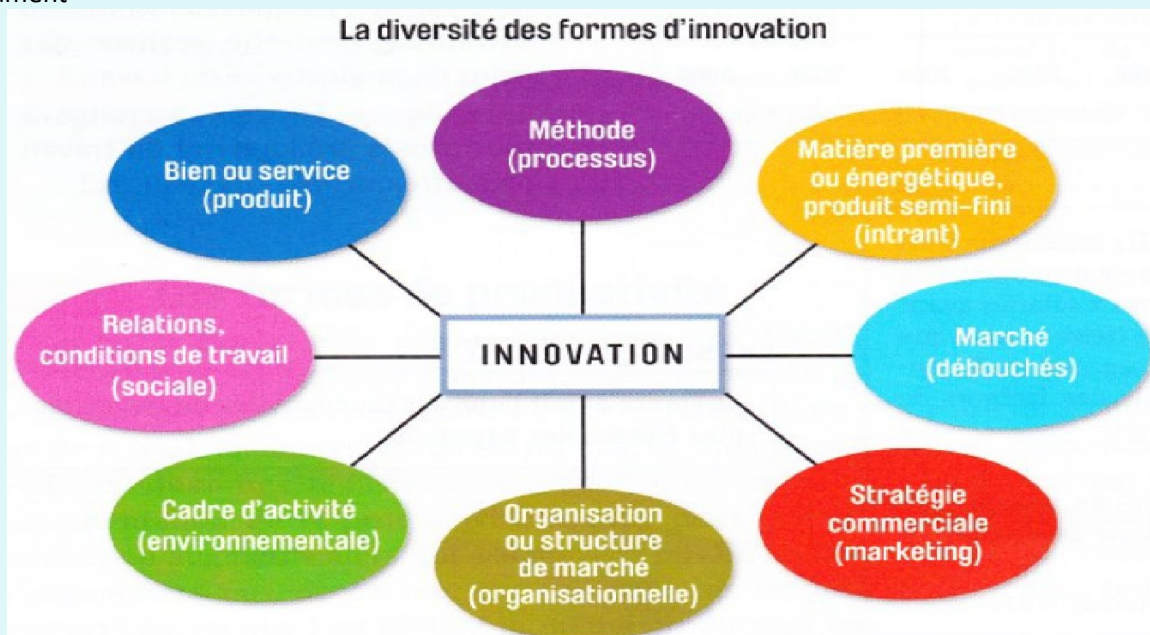 La diversité des formes d'innovation
Méthode
(processus)
Bien ou service
(produit)
Matière première
ou énergétique,
produit semi-fini
(intrant)
Relations,
conditions de travail
(sociale)
INNOVATION
Marché
(débouchés)
Cadre d'activité
(environnementale)
Organisation
ou structure
de marché
(organisationnelle)
Stratégie
commerciale
(marketing)